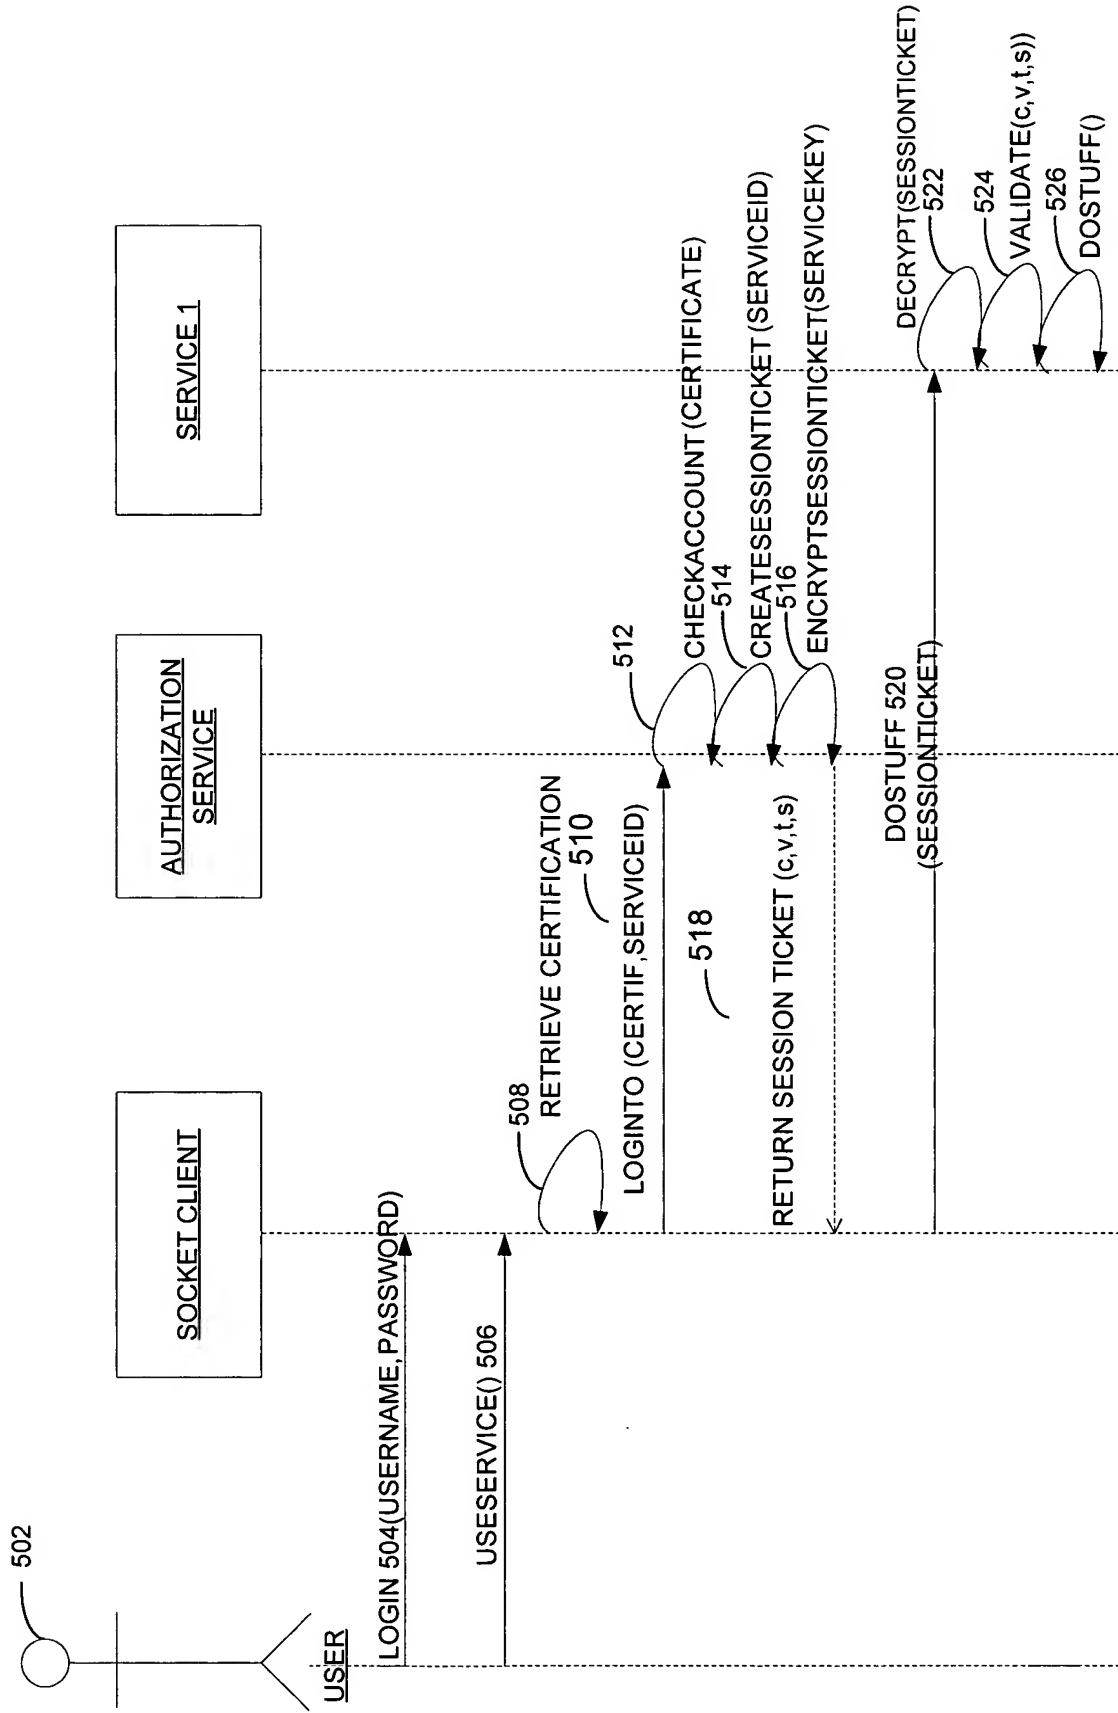 502
USER
SOCKET CLIENT
AUTHORIZATION
SERVICE
SERVICE 1
LOGIN 504(USERNAME,PASSWORD)
USESERVICE() 506
508
RETRIEVE CERTIFICATION
510
LOGINTO (CERTIF,SERVICEID)
512
CHECKACCOUNT(CERTIFICATE)
514
CREATESESSIONTICKET(SERVICEID)
516
ENCRYPTSESSIONTICKET(SERVICEKEY)
518
RETURN SESSION TICKET (c,v,t,s)
DOSTUFF 520
(SESSIONTICKET)
DECRYPT(SESSIONTICKET)
522
524
VALIDATE(c,v,t,s))
526
DOSTUFF()